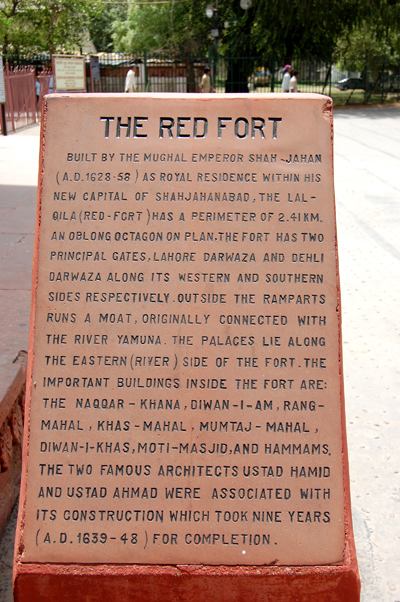 THE RED FORT
BUILT BY THE MUGHAL EMPEROR SHAH-JAHAN
(A.D.1628-58) AS ROYAL RESIDENCE WITHIN HIS
NEW CAPITAL OF SHAHJAHANABAD, THE LAL-
QILA(RED-FORT) HAS A PERIMETER OF 2.41KM.
AN OBLONG OCTAGON ON PLAN.THE FORT HAS TWO
PRINCIPAL GATES, LAHORE DARWAZA AND DEHLI
DARWAZA ALONG ITS WESTERN AND SOUTHERN
SIDES RESPECTIVELY.OUTSIDE THE RAMPARTS
RUNS A MOAT, ORIGINALLY CONNECTED WITH
THE RIVER YAMUNA. THE PALACES LIE ALONG
THE EASTERN(RIVER) SIDE OF THE FORT.THE
IMPORTANT BUILDINGS INSIDE THE FORT ARE:
THE NAQQAR-KHANA, DIWAN-I-AM, RANG-
MAHAL, KHAS-MAHAL, MUMTAJ-MAHAL,
DIWAN-I-KHAS, MOTI-MASJID,AND HAMMAMS.
THE TWO FAMOUS ARCHITECTS USTAD HAMID
AND USTAD AHMAD WERE ASSOCIATED WITH
ITS CONSTRUCTION WHICH TOOK NINE YEARS
(A.D.1639-48) FOR COMPLETION.